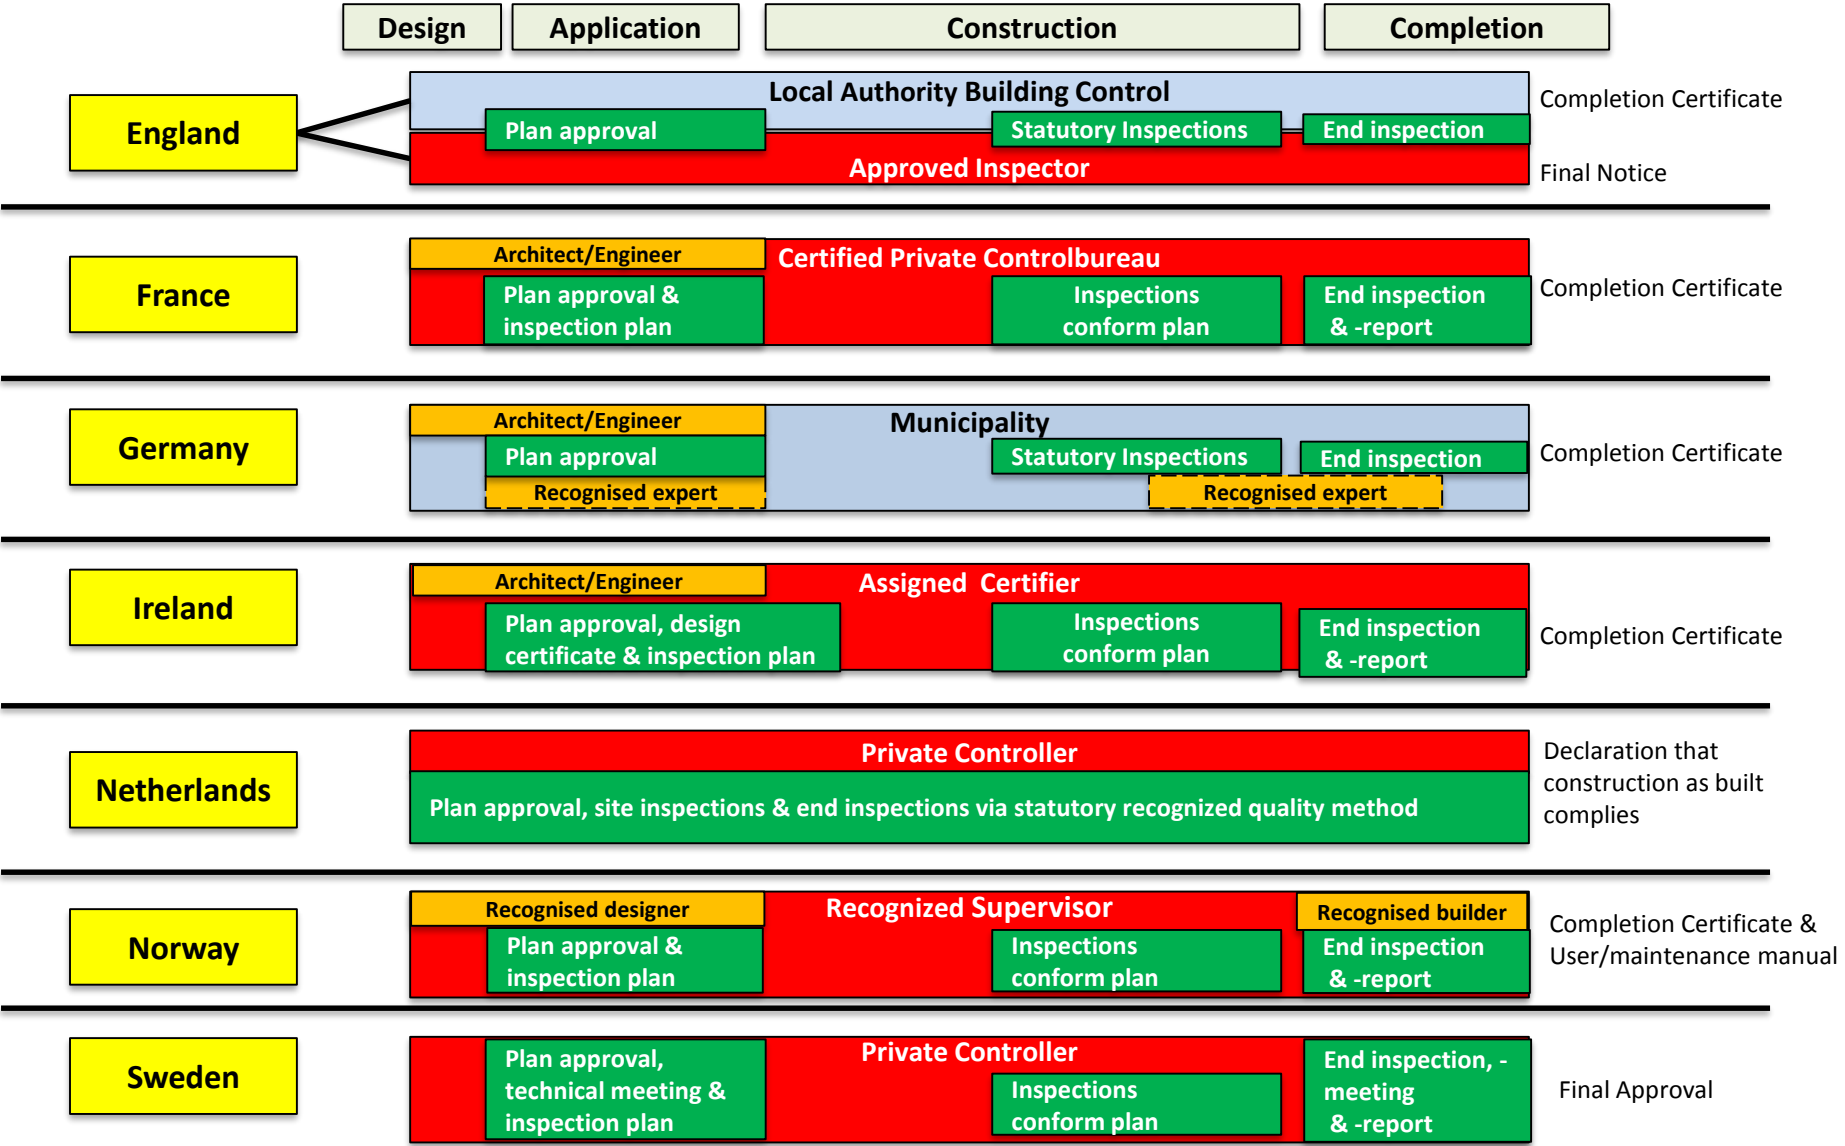 Design
Application
Construction
Completion
England
Local Authority Building Control
Plan approval
Statutory Inspections
End inspection
Approved Inspector
Completion Certificate
Final Notice
France
Architect/Engineer
Certified Private Controlbureau
Plan approval &
inspection plan
Inspections
conform plan
End inspection
& -report
Completion Certificate
Germany
Architect/Engineer
Municipality
Plan approval
Statutory Inspections
End inspection
Recognised expert
Recognised expert
Completion Certificate
Ireland
Architect/Engineer
Assigned Certifier
Plan approval, design
certificate & inspection plan
Inspections
conform plan
End inspection
& -report
Completion Certificate
Netherlands
Private Controller
Plan approval, site inspections & end inspections via statutory recognized quality method
Declaration that
construction as built
complies
Norway
Recognised designer
Recognized Supervisor
Recognised builder
Plan approval &
inspection plan
Inspections
conform plan
End inspection
& -report
Completion Certificate &
User/maintenance manual
Sweden
Private Controller
Plan approval,
technical meeting &
inspection plan
Inspections
conform plan
End inspection, -
meeting
& -report
Final Approval